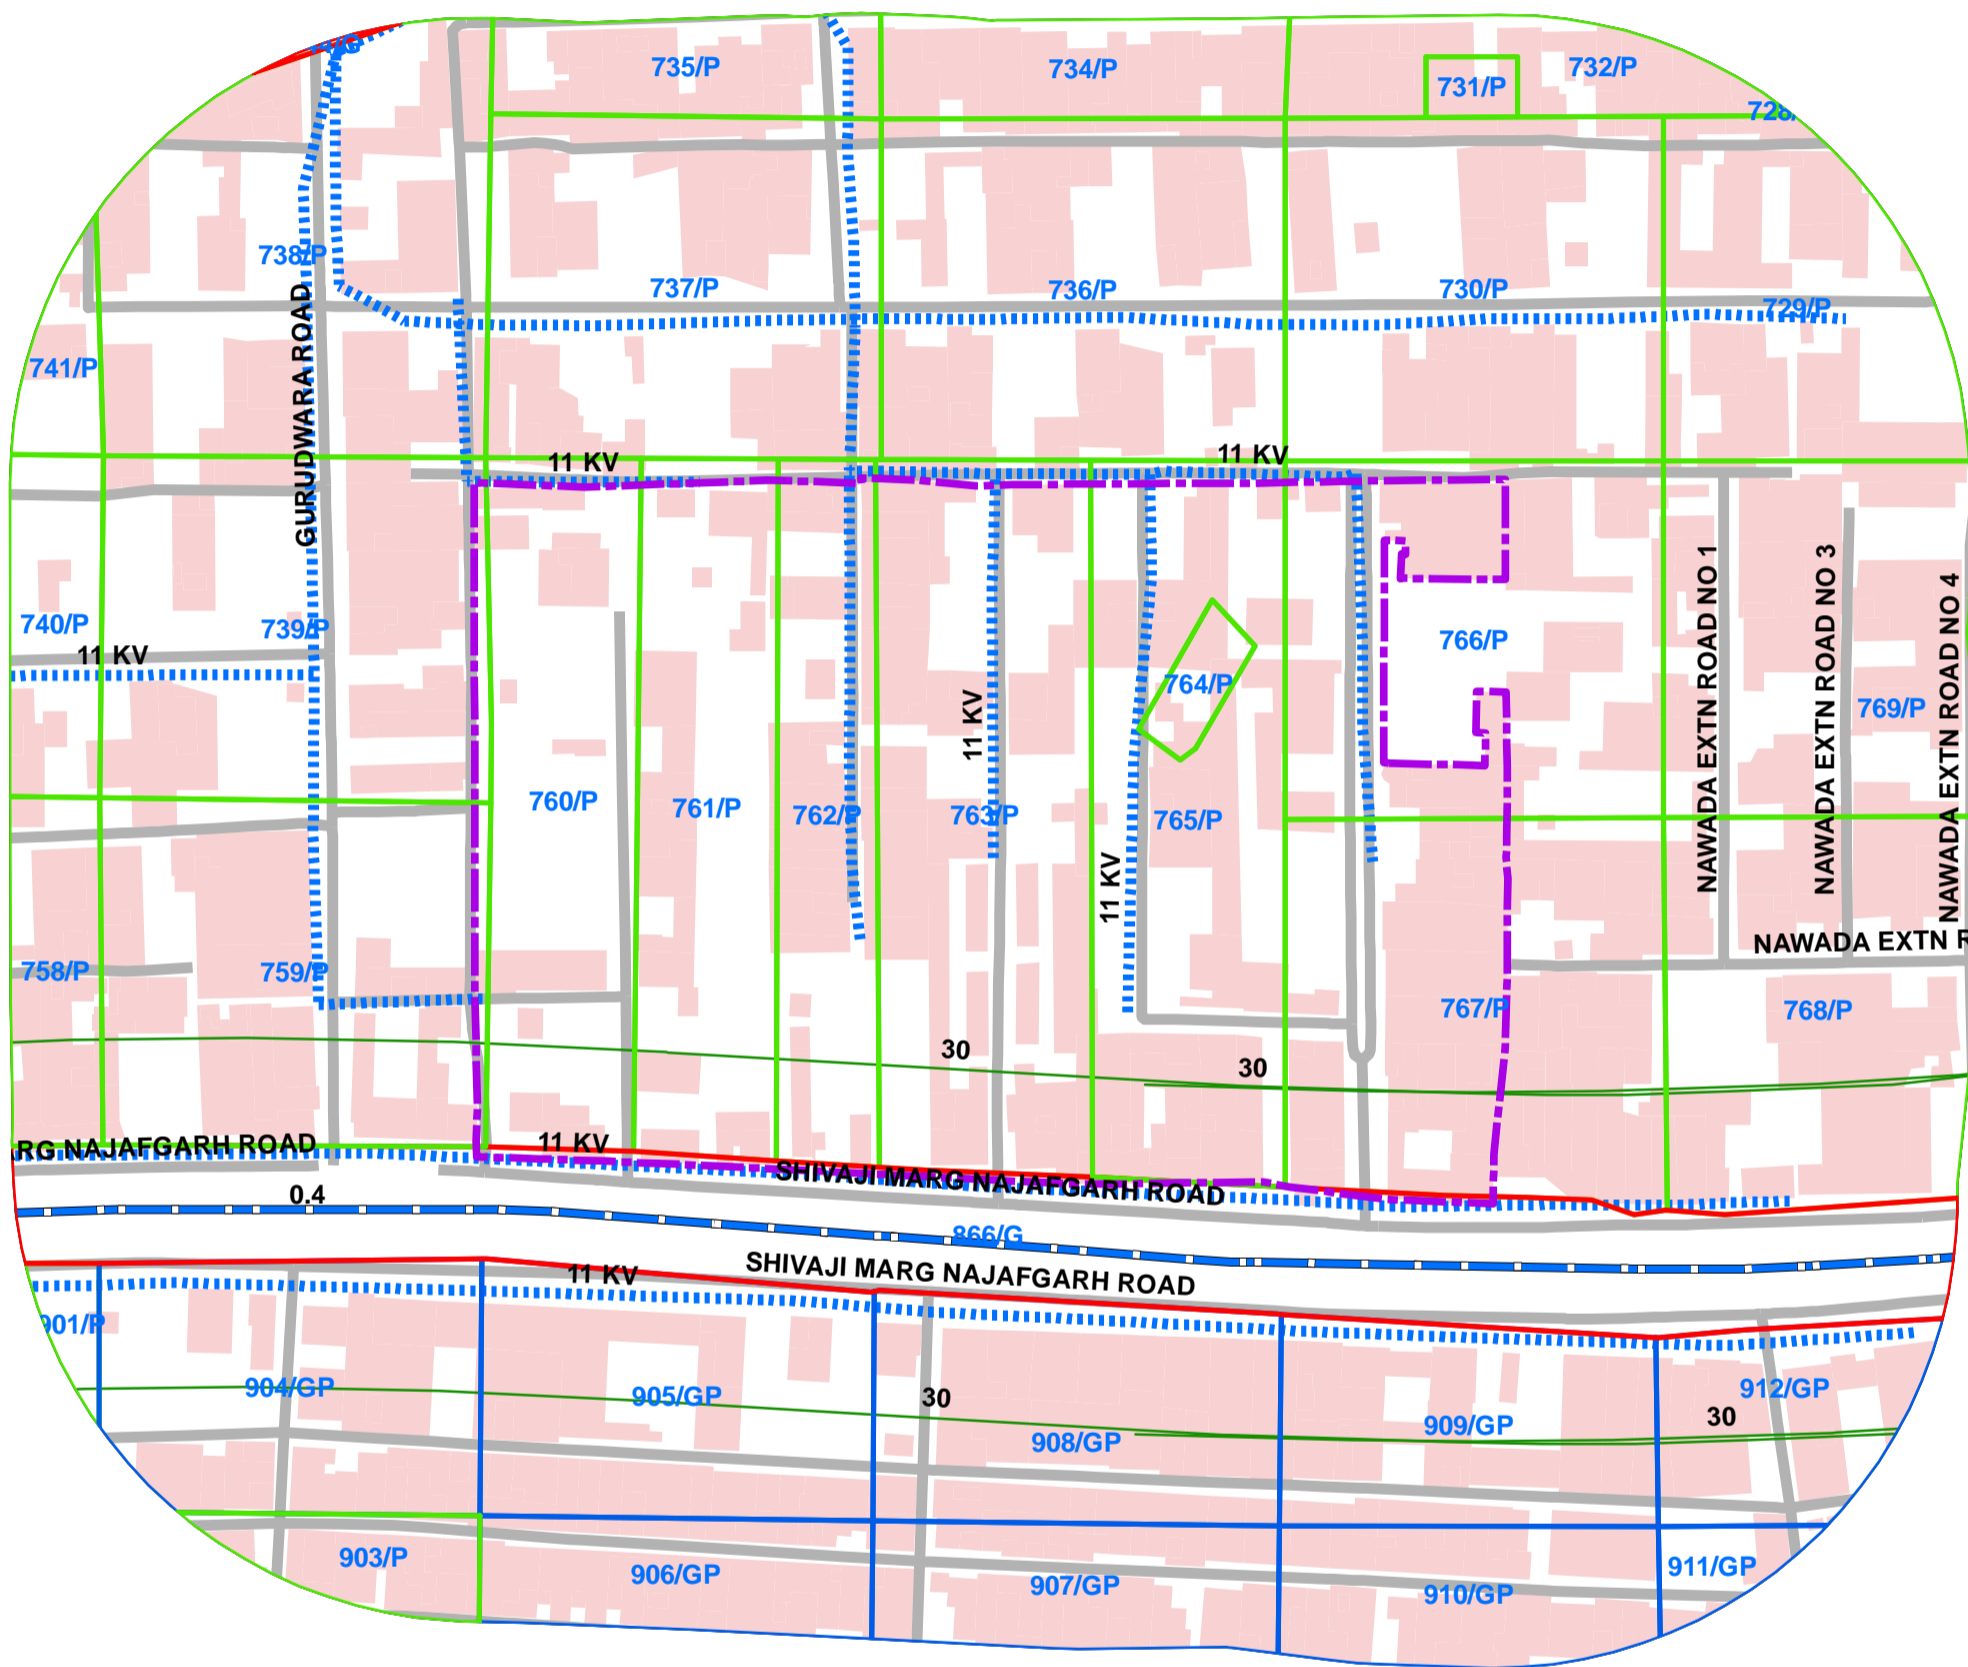 735/P
734/P
732/P
731/P
738/P
737/P
736/P
730/P
729/P
741/P
GURUDWARA ROAD
11 KV
11 KV
740/P
739/P
11 KV
766/P
764/P
11 KV
NAWADA EXTN ROAD NO 1
NAWADA EXTN ROAD NO 3
NAWADA EXTN ROAD NO 4
769/P
760/P
761/P
762/P
763/P
765/P
11 KV
NAWADA EXTN R
758/P
759/P
767/P
768/P
30
30
RG NAJAFGARH ROAD
11 KV
SHIVAJI MARG NAJAFGARH ROAD
0.4
866/G
SHIVAJI MARG NAJAFGARH ROAD
11 KV
901/P
904/GP
905/GP
30
908/GP
909/GP
912/GP
30
903/P
906/GP
907/GP
910/GP
911/GP